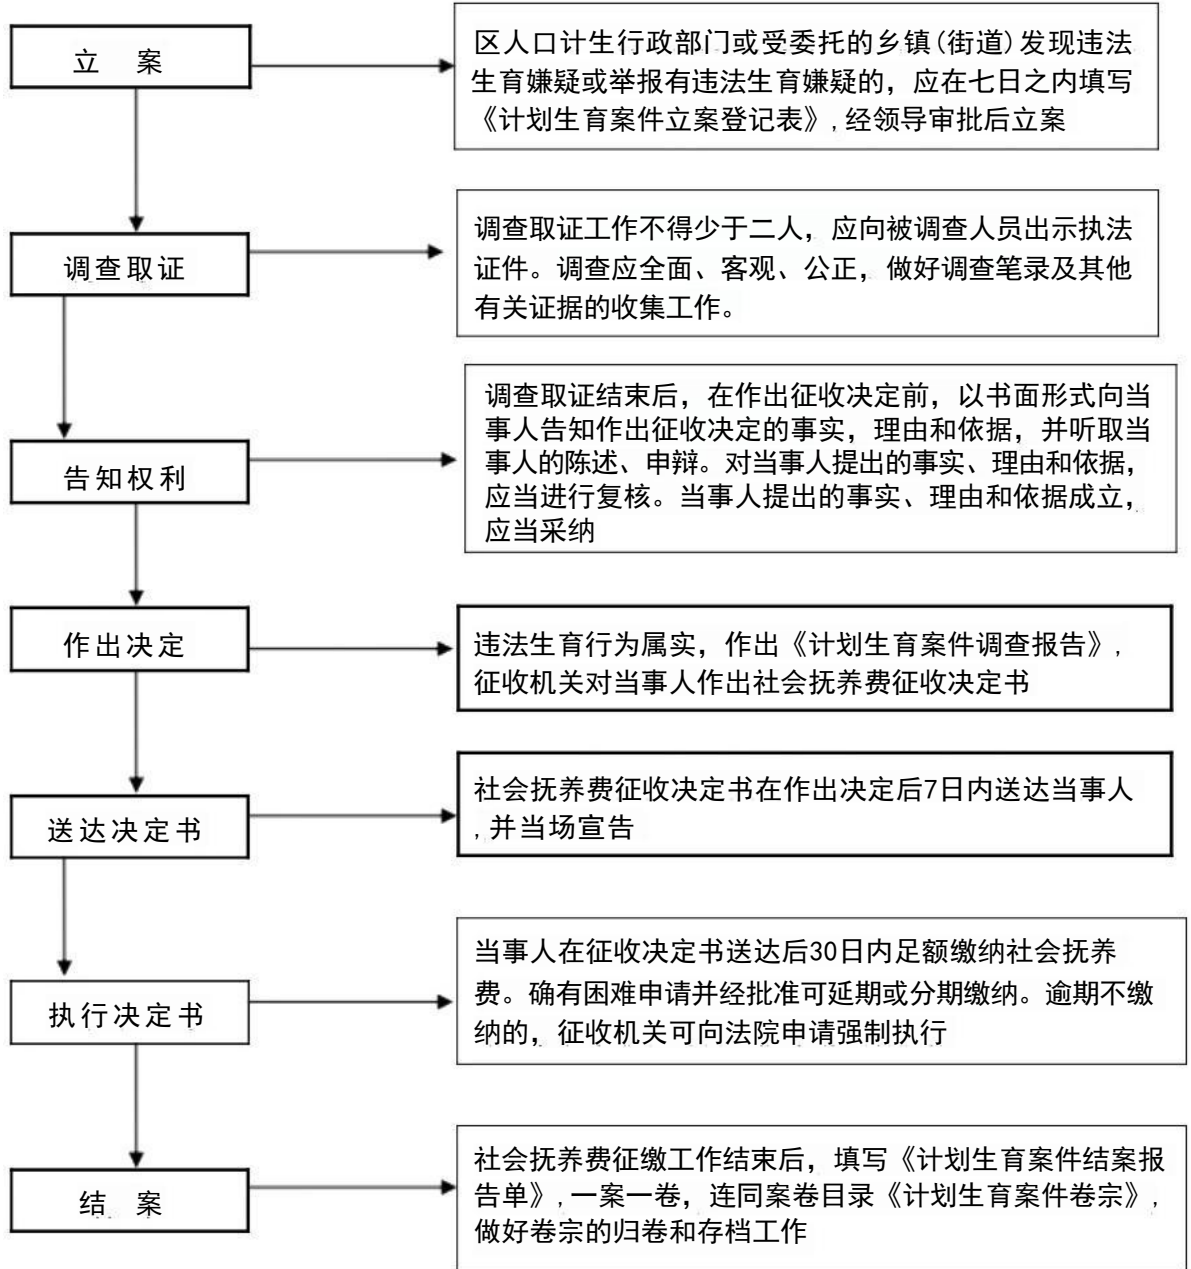 立 案
区人口计生行政部门或受委托的乡镇(街道)发现违法
生育嫌疑或举报有违法生育嫌疑的，应在七日之内填写
《计划生育案件立案登记表》,经领导审批后立案
调查取证
调查取证工作不得少于二人，应向被调查人员出示执法
证件。调查应全面、客观、公正，做好调查笔录及其他
有关证据的收集工作。
告知权利
调查取证结束后，在作出征收决定前，以书面形式向当
事人告知作出征收决定的事实，理由和依据，并听取当
事人的陈述、申辩。对当事人提出的事实、理由和依据，
应当进行复核。当事人提出的事实、理由和依据成立，
应当采纳
作出决定
违法生育行为属实，作出《计划生育案件调查报告》,
征收机关对当事人作出社会抚养费征收决定书
送达决定书
社会抚养费征收决定书在作出决定后7日内送达当事人
,并当场宣告
执行决定书
当事人在征收决定书送达后30日内足额缴纳社会抚养
费。确有困难申请并经批准可延期或分期缴纳。逾期不缴
纳的，征收机关可向法院申请强制执行
结 案
社会抚养费征缴工作结束后，填写《计划生育案件结案报
告单》,一案一卷，连同案卷目录《计划生育案件卷宗》,
做好卷宗的归卷和存档工作